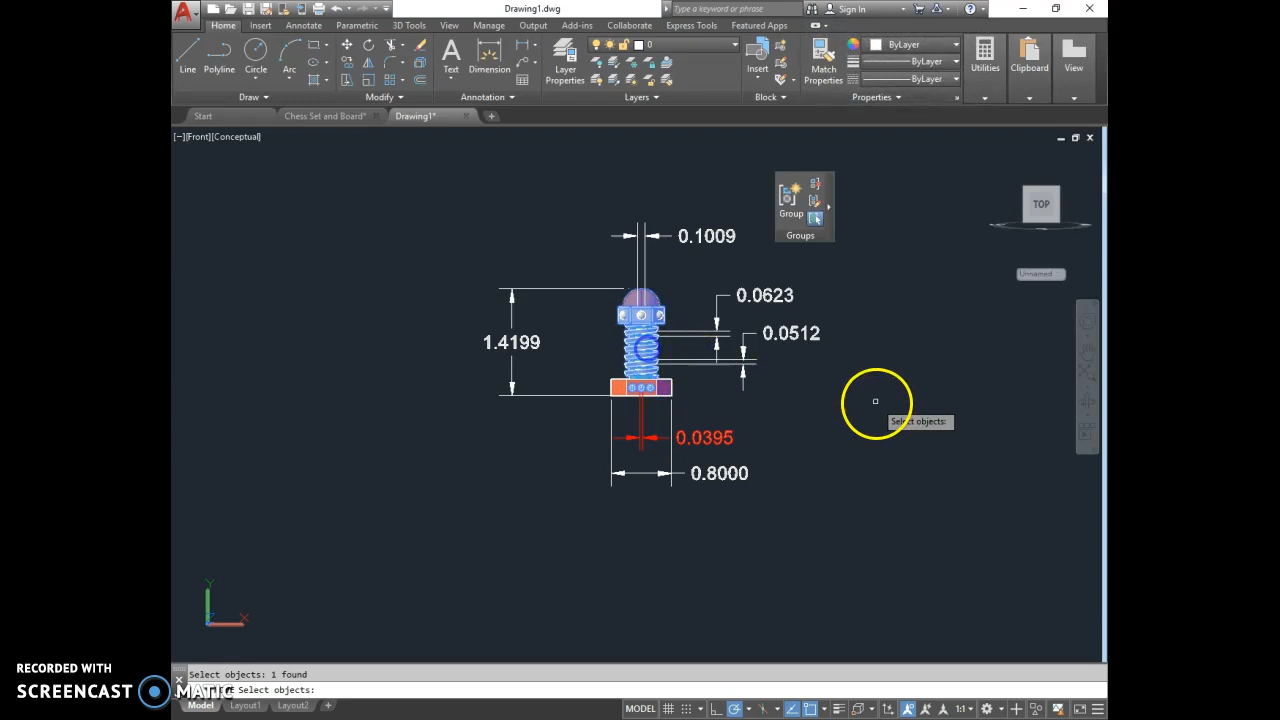 Drawing1.dwg
Type a keyword or phrase
Sign In
Home Insert Annotate Parametric 3D Tools View Manage Output Add-ins Collaborate Express Tools Featured Apps
0
ByLayer
ByLayer
ByLayer
Line Polyline Circle Arc Text Dimension Layer Properties Insert Match Properties Utilities Clipboard View
Draw Modify Annotation Layers Block Properties
Start Chess Set and Board* Drawing1*
[−][Front][Conceptual]
Group
Groups
TOP
Unnamed
0.1009
0.0623
0.0512
1.4199
0.0395
0.8000
Select objects:
Y
X
Select objects: 1 found
Select objects:
Model Layout1 Layout2 +
MODEL
1:1
RECORDED WITH
SCREENCAST MATIC